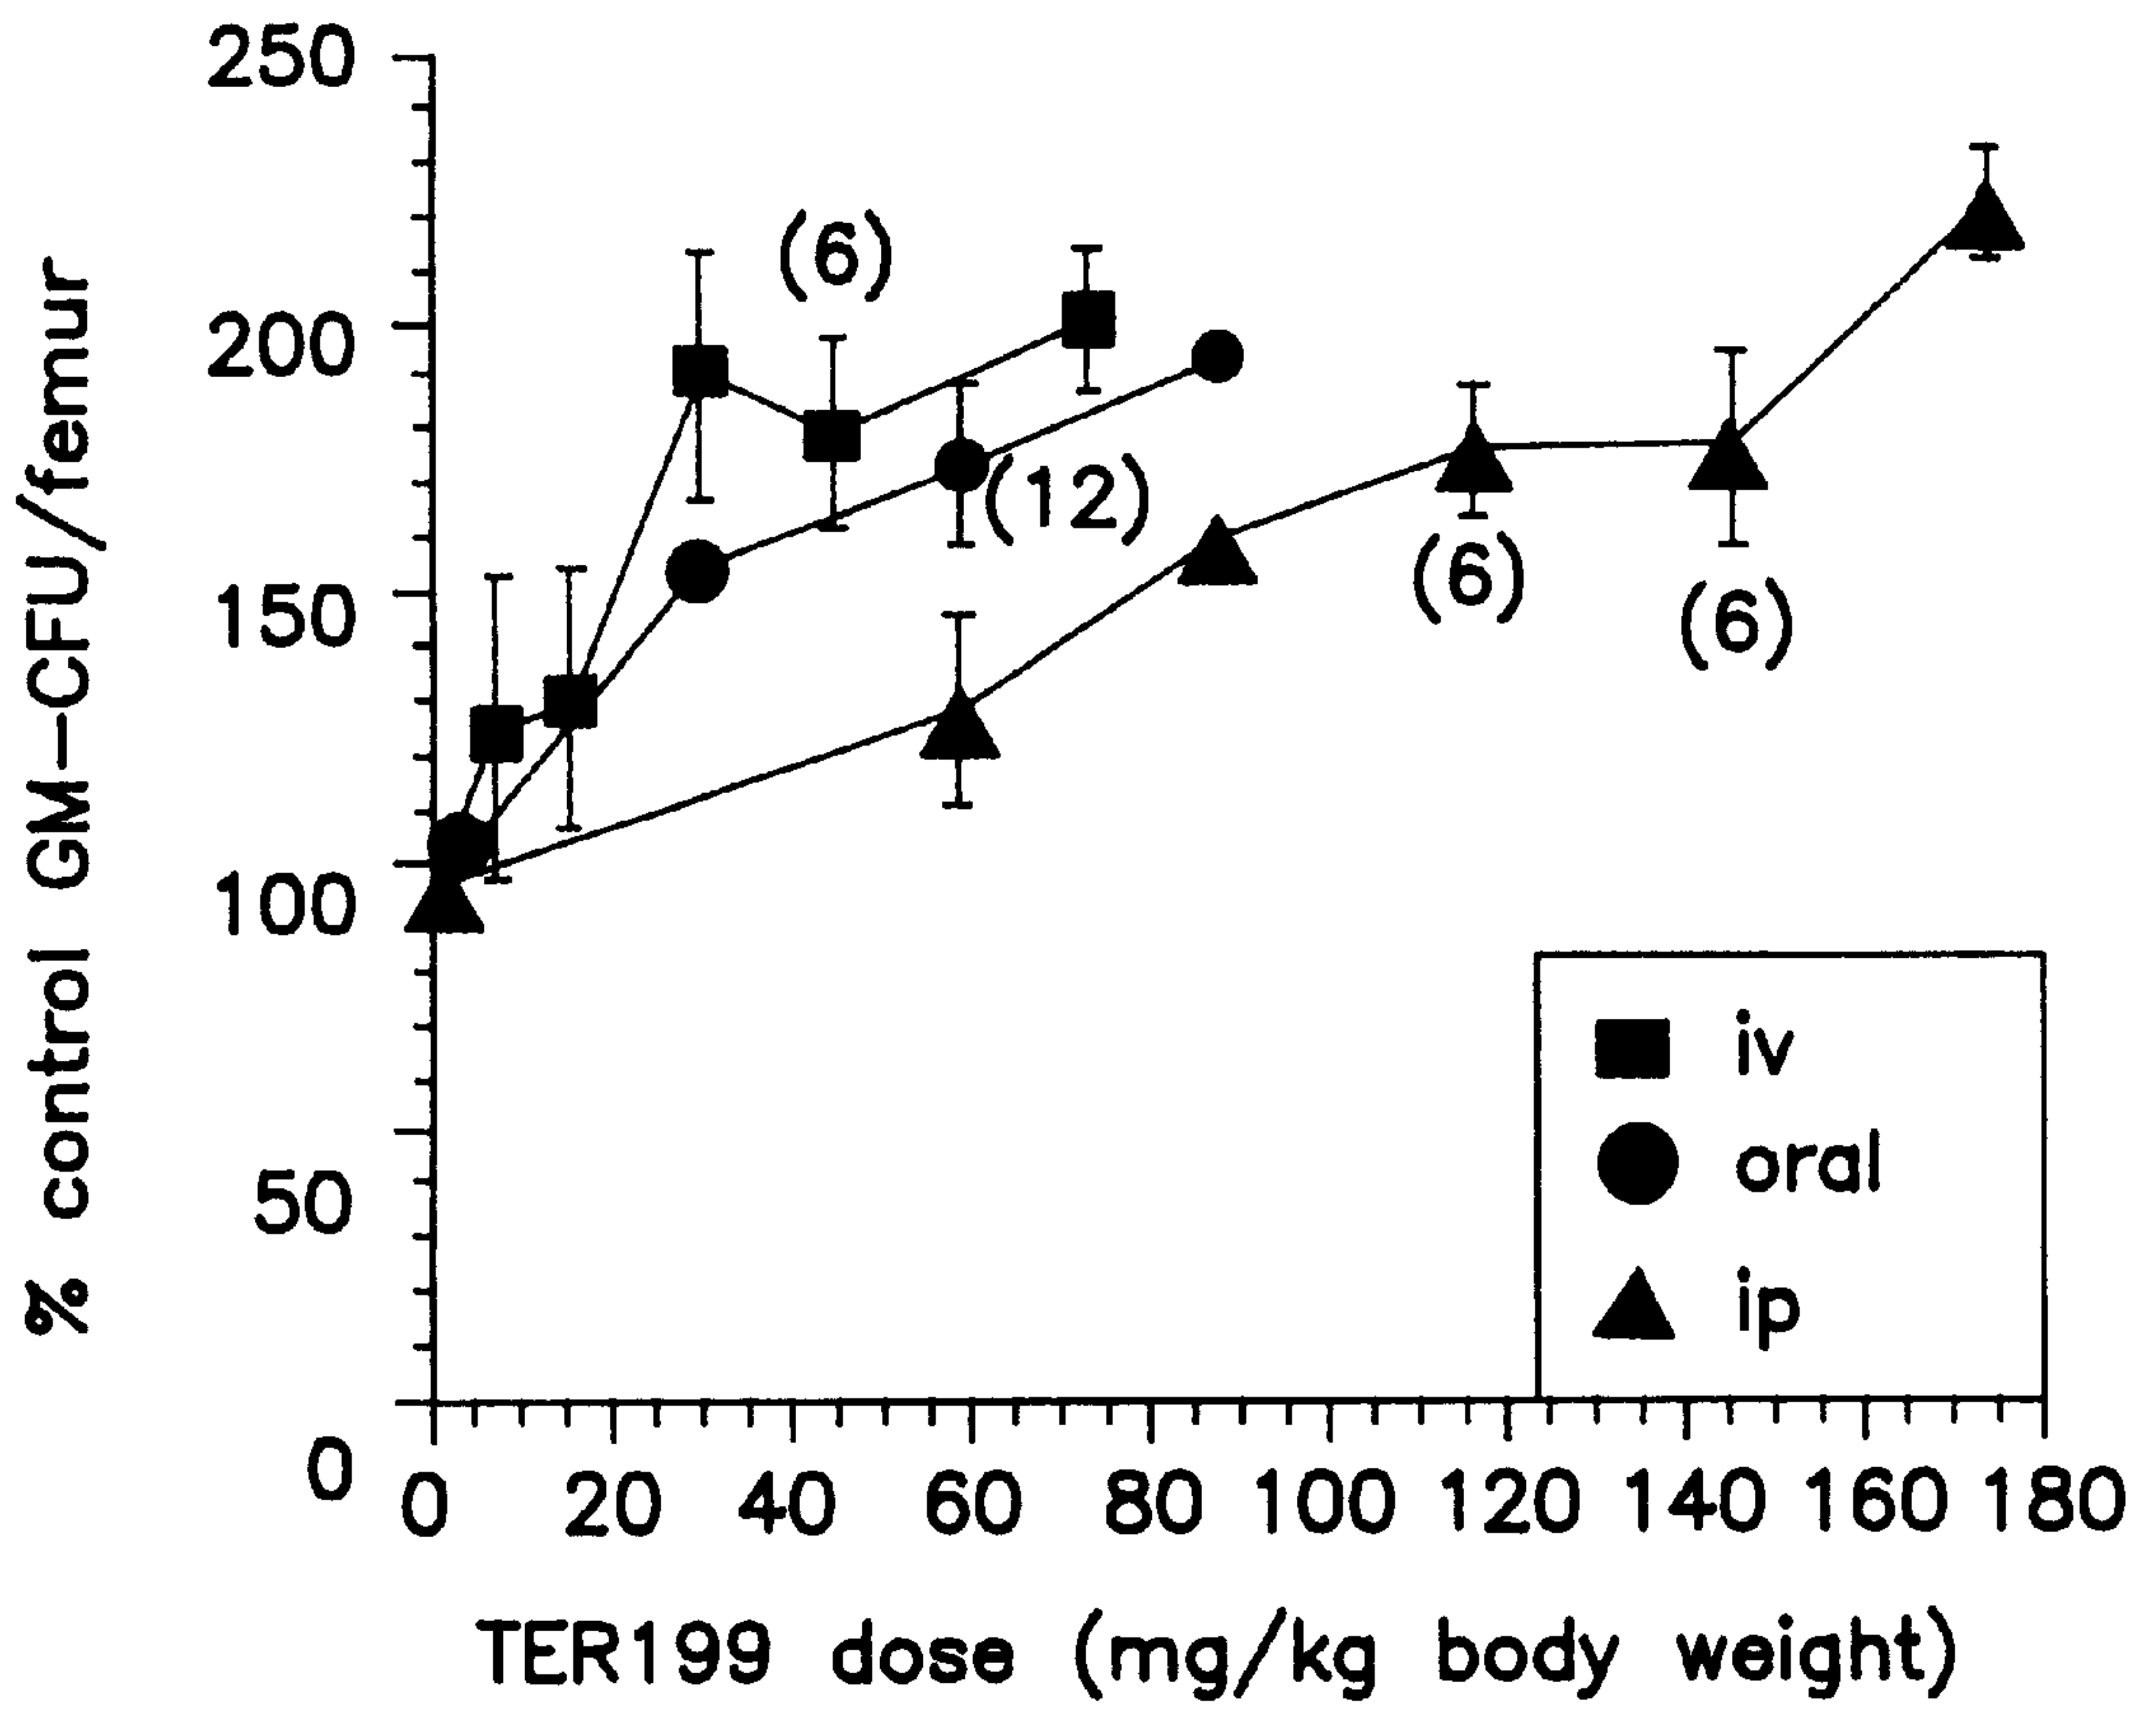 % control GM-CFU/femur
250
200
150
100
50
0
(6)
(12)
(6)
(6)
iv
oral
ip
0 20 40 60 80 100 120 140 160 180
TER199 dose (mg/kg body weight)